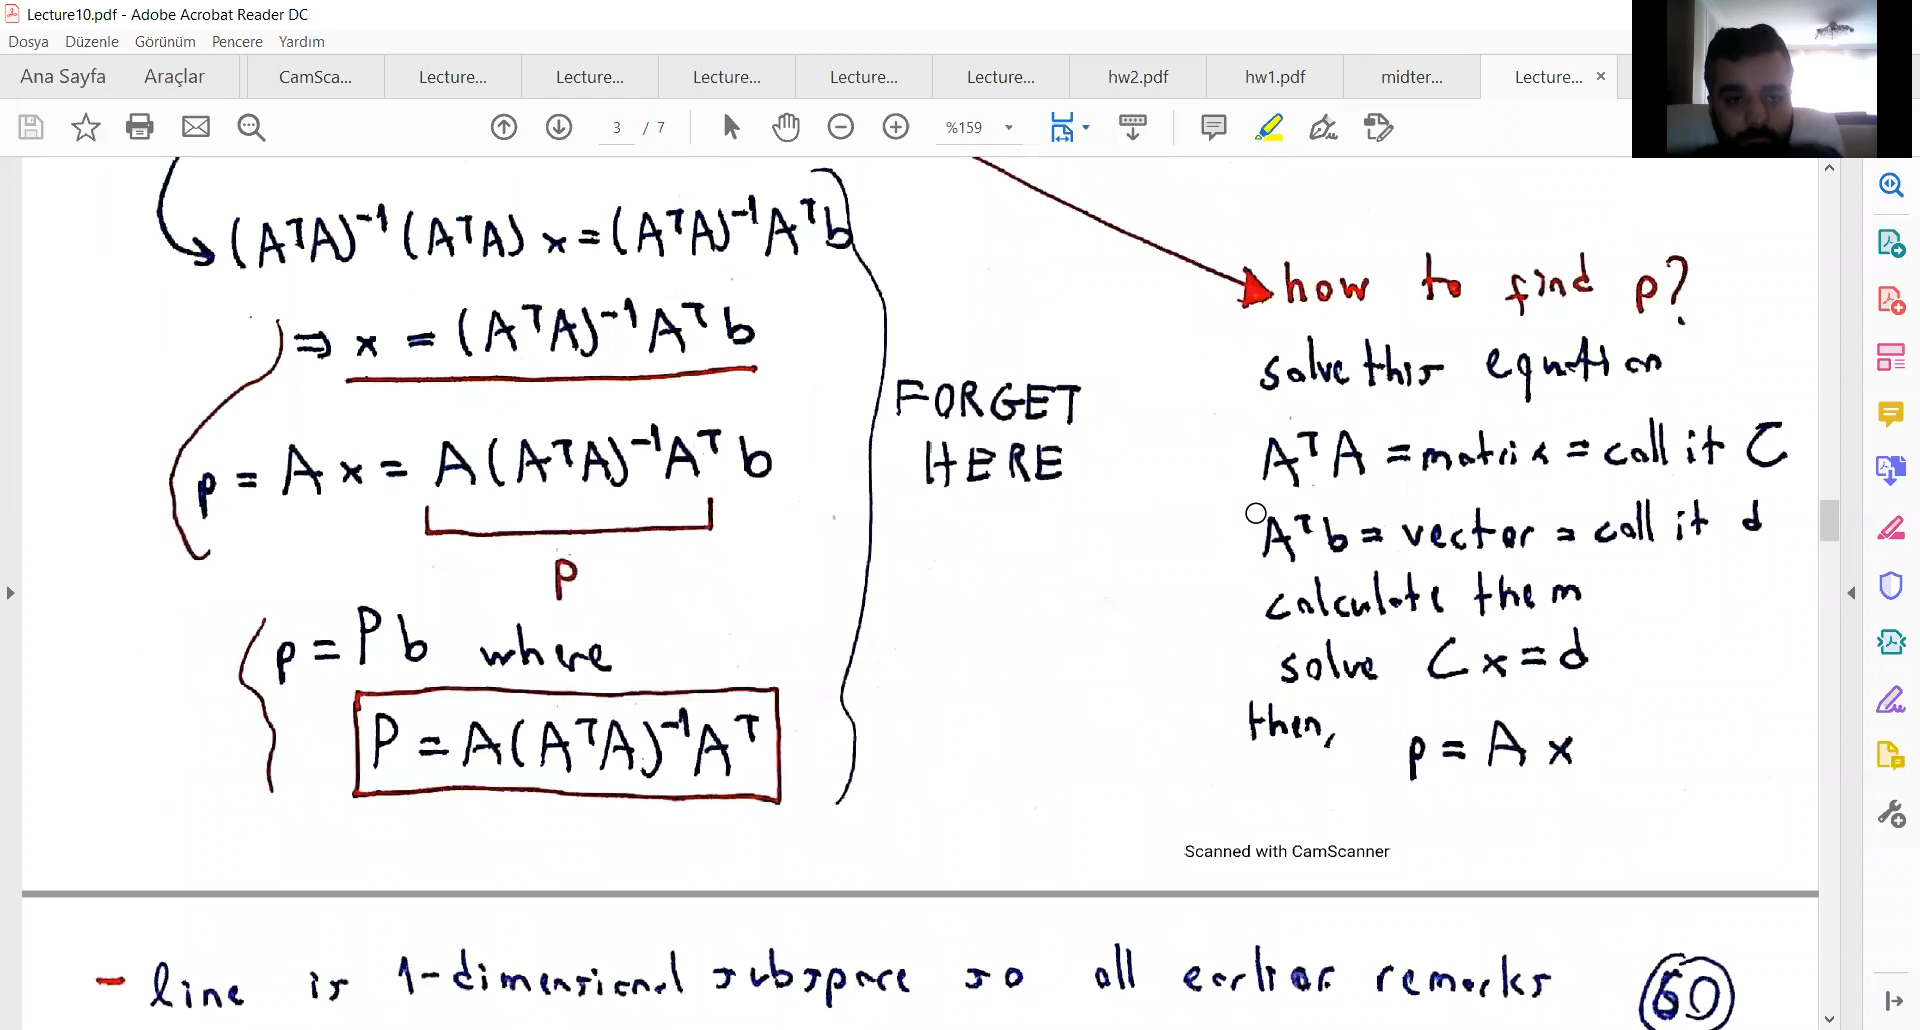 Lecture10.pdf - Adobe Acrobat Reader DC
Dosya Düzenle Görünüm Pencere Yardım
Ana Sayfa Araçlar CamSca... Lecture... Lecture... Lecture... Lecture... Lecture... hw2.pdf hw1.pdf midter... Lecture... ×
3 / 7 %159
(AᵀA)⁻¹(AᵀA) x = (AᵀA)⁻¹Aᵀb
⇒ x = (AᵀA)⁻¹Aᵀb
p = Ax = A(AᵀA)⁻¹Aᵀb
P
p = Pb where
P = A(AᵀA)⁻¹Aᵀ
FORGET
HERE
how to find p?
solve this equation
AᵀA = matrix = call it C
Aᵀb = vector = call it d
calculate them
solve Cx = d
then, p = Ax
Scanned with CamScanner
- line is 1-dimensional subspace so all earlier remarks 60